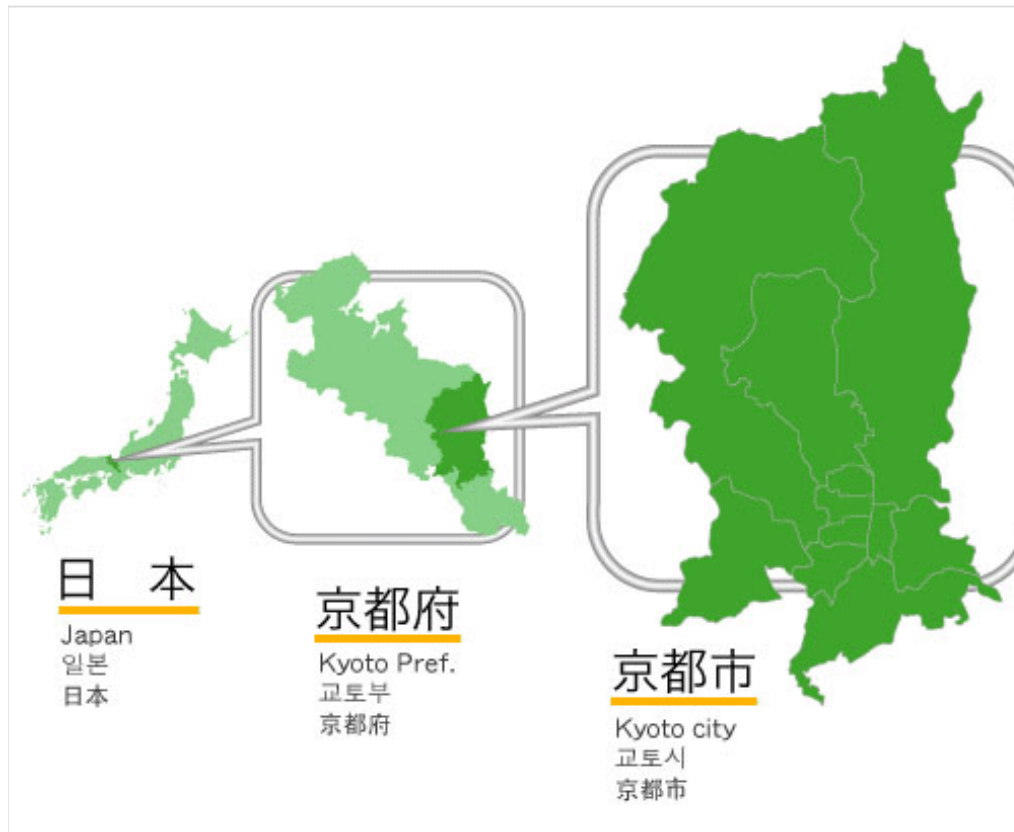 日 本
Japan
일본
日本
京都府
Kyoto Pref.
교토부
京都府
京都市
Kyoto city
교토시
京都市